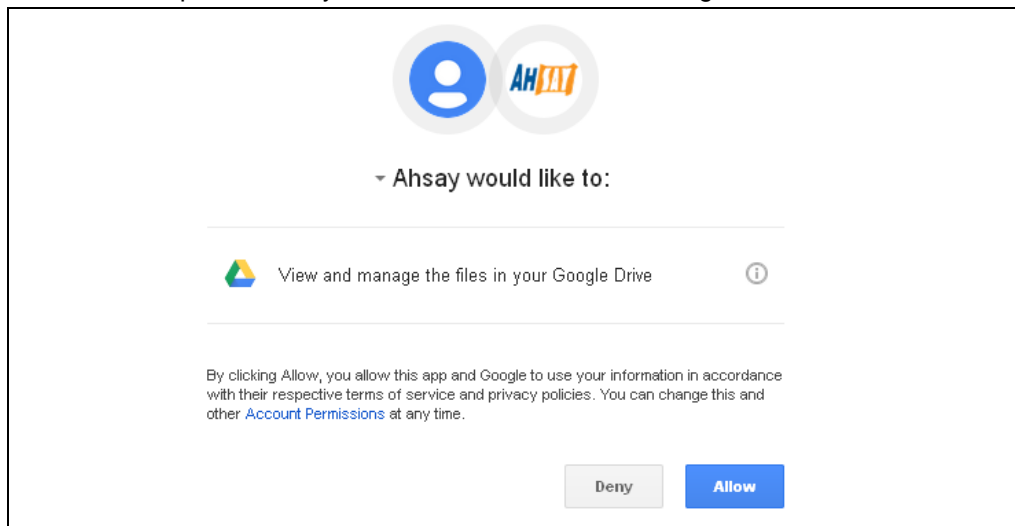 AHSAY
Ahsay would like to:
View and manage the files in your Google Drive
By clicking Allow, you allow this app and Google to use your information in accordance
with their respective terms of service and privacy policies. You can change this and
other Account Permissions at any time.
Deny Allow